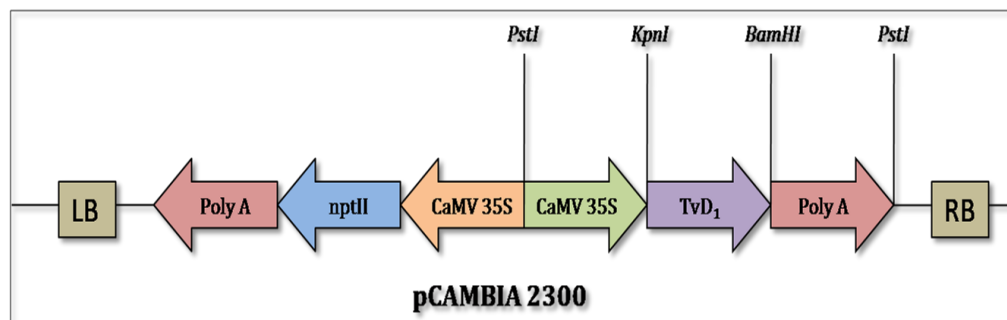 PstI KpnI BamHI PstI
LB Poly A nptII CaMV 35S CaMV 35S TvD₁ Poly A RB
pCAMBIA 2300